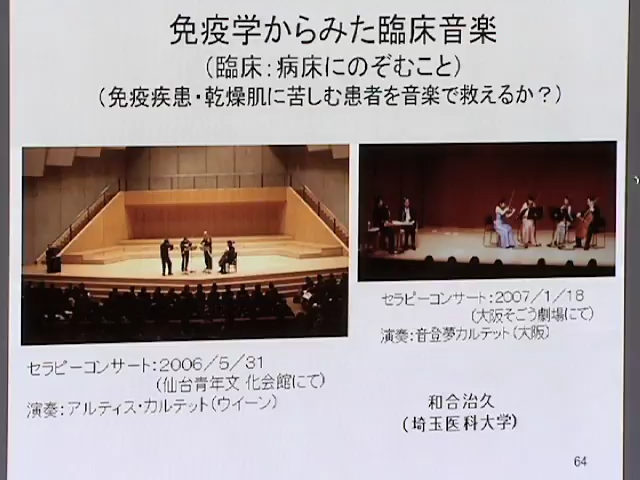 免疫学からみた臨床音楽
（臨床：病床にのぞむこと）
（免疫疾患・乾燥肌に苦しむ患者を音楽で救えるか？）
セラピーコンサート：2006／5／31
（仙台青年文 化会館にて）
演奏：アルティス・カルテット（ウイーン）
セラピーコンサート：2007／1／18
（大阪そごう劇場にて）
演奏：音登夢カルテット（大阪）
和合治久
（埼玉医科大学）
64